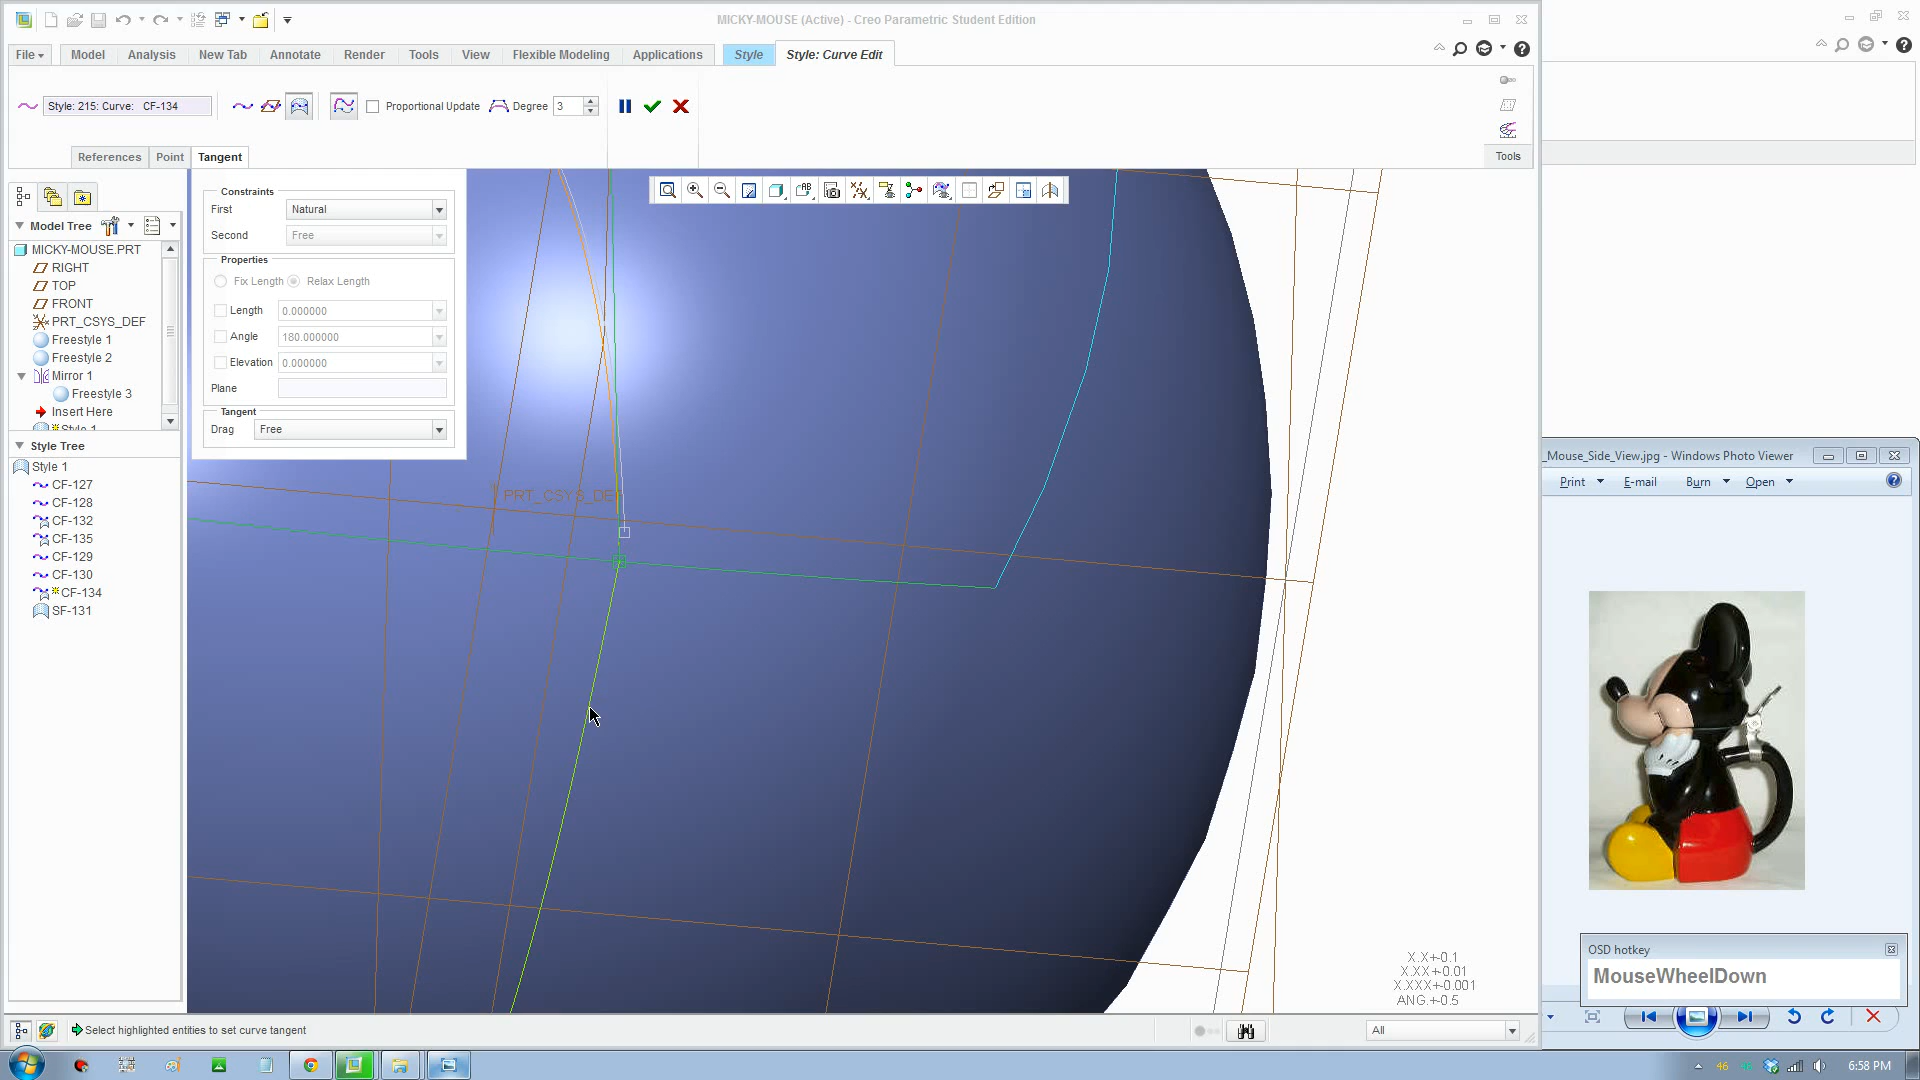 MICKY-MOUSE (Active) - Creo Parametric Student Edition
File
Model
Analysis
New Tab
Annotate
Render
Tools
View
Flexible Modeling
Applications
Style
Style: Curve Edit
Style: 215: Curve: CF-134
Proportional Update
Degree
3
References
Point
Tangent
Tools
Constraints
First
Natural
Second
Free
Properties
Fix Length
Relax Length
Length
0.000000
Angle
180.000000
Elevation
0.000000
Plane
Tangent
Drag
Free
Model Tree
MICKY-MOUSE.PRT
RIGHT
TOP
FRONT
PRT_CSYS_DEF
Freestyle 1
Freestyle 2
Mirror 1
Freestyle 3
Insert Here
Style 1
Style Tree
Style 1
CF-127
CF-128
CF-132
CF-135
CF-129
CF-130
CF-134
SF-131
PRT_CSYS_DEF
X.X+-0.1
X.XX+-0.01
X.XXX+-0.001
ANG.+-0.5
Select highlighted entities to set curve tangent
All
_Mouse_Side_View.jpg - Windows Photo Viewer
Print
E-mail
Burn
Open
OSD hotkey
MouseWheelDown
46
6:58 PM